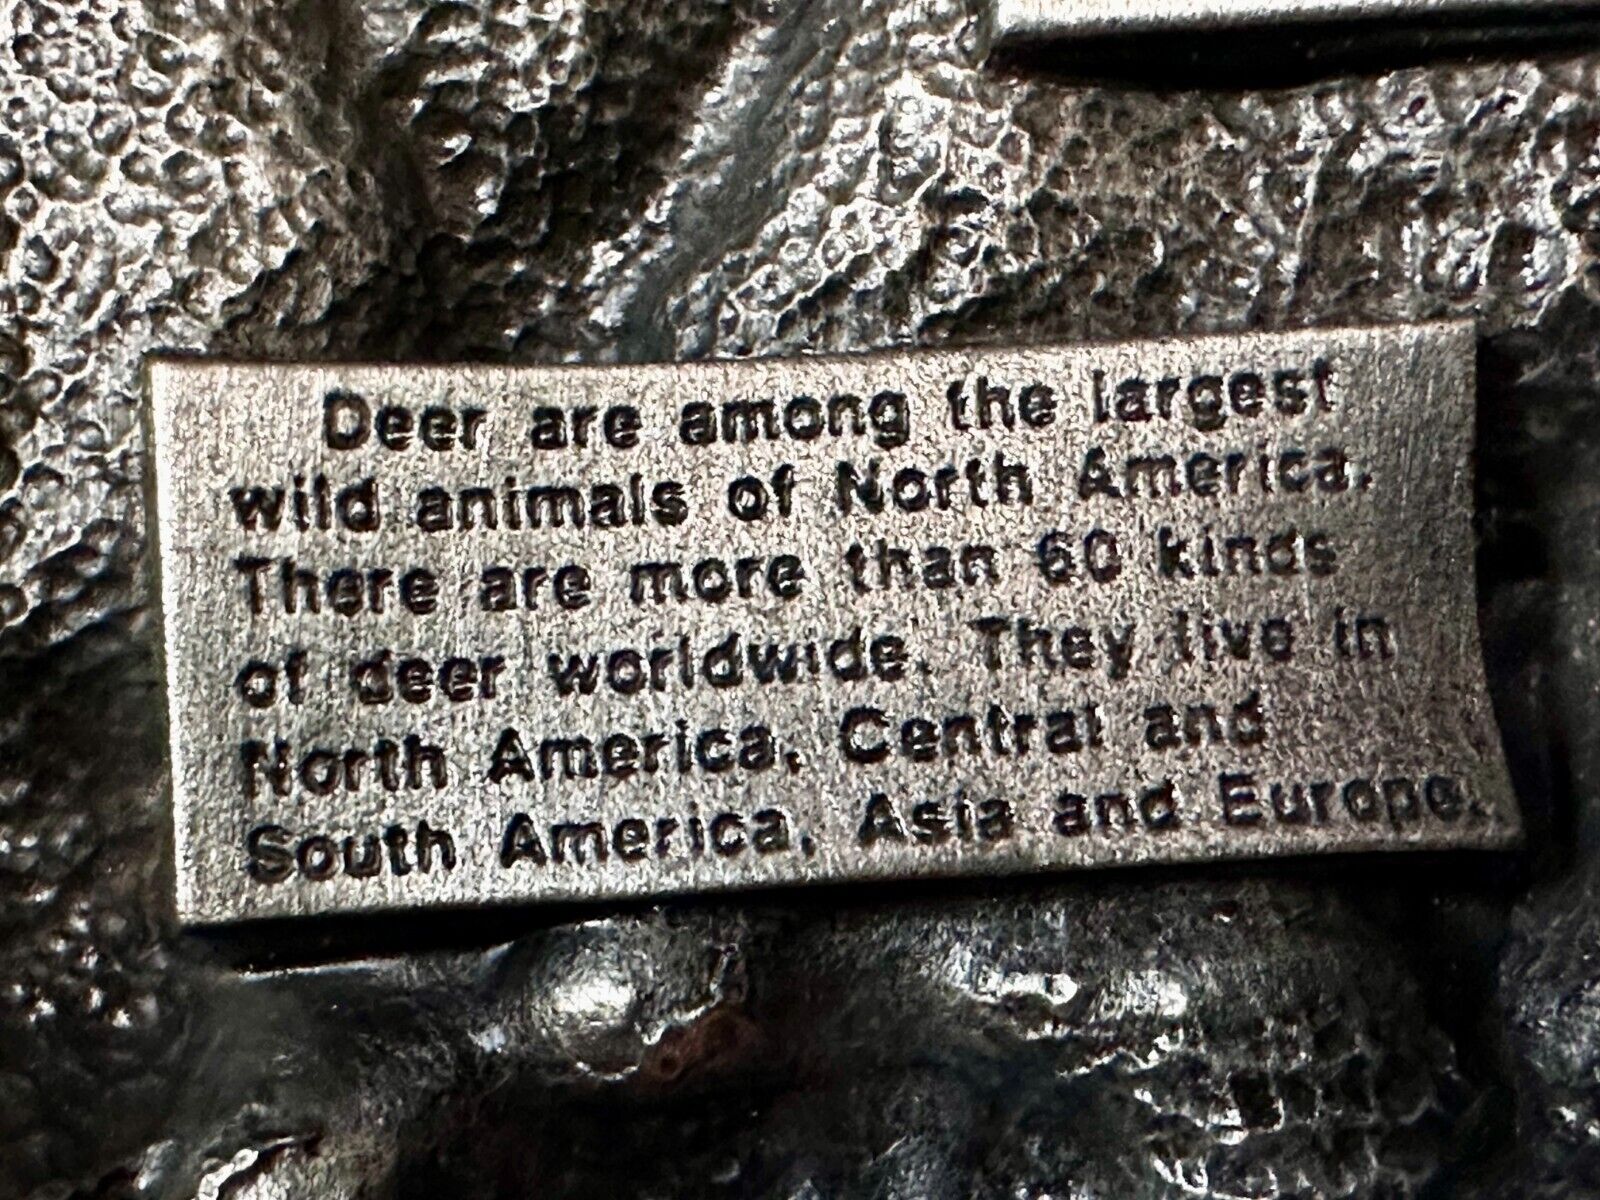 Deer are among the largest
wild animals of North America.
There are more than 60 kinds
of deer worldwide. They live in
North America, Central and
South America, Asia and Europe.